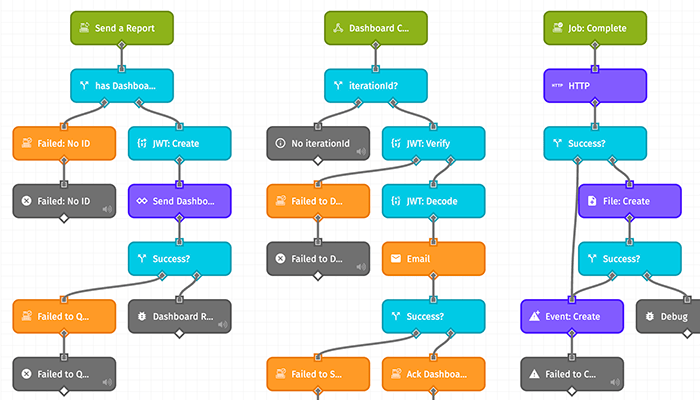 Send a Report
has Dashboa...
Failed: No ID
JWT: Create
Failed: No ID
Send Dashbo...
Success?
Failed to Q...
Dashboard R...
Failed to Q...
Dashboard C...
iterationId?
No iterationId
JWT: Verify
Failed to D...
JWT: Decode
Failed to D...
Email
Success?
Failed to S...
Ack Dashboa...
Job: Complete
HTTP HTTP
Success?
File: Create
Success?
Event: Create
Debug
Failed to C...